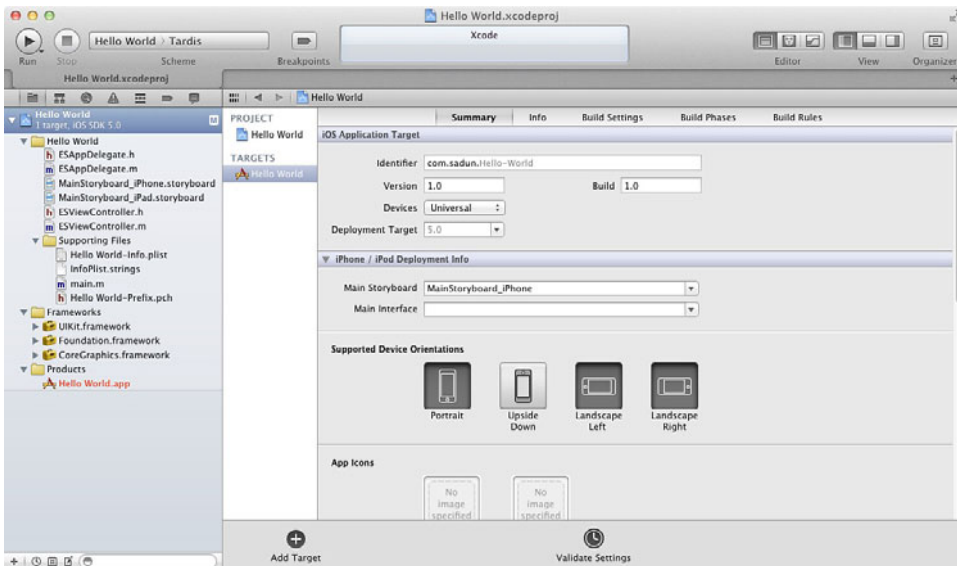 Hello World.xcodeproj
Hello World > Tardis
Xcode
Run Stop Scheme Breakpoints Editor View Organizer
Hello World.xcodeproj
Hello World
Hello World
1 target, iOS SDK 5.0
M
Hello World
h ESAppDelegate.h
m ESAppDelegate.m
MainStoryboard_iPhone.storyboard
MainStoryboard_iPad.storyboard
h ESViewController.h
m ESViewController.m
Supporting Files
Hello World-Info.plist
InfoPlist.strings
m main.m
h Hello World-Prefix.pch
Frameworks
UIKit.framework
Foundation.framework
CoreGraphics.framework
Products
Hello World.app
PROJECT
Hello World
TARGETS
Hello World
Summary Info Build Settings Build Phases Build Rules
iOS Application Target
Identifier com.sadun.Hello-World
Version 1.0 Build 1.0
Devices Universal
Deployment Target 5.0
iPhone / iPod Deployment Info
Main Storyboard MainStoryboard_iPhone
Main Interface
Supported Device Orientations
Portrait
Upside Down
Landscape Left
Landscape Right
App Icons
No image specified
No image specified
Add Target
Validate Settings